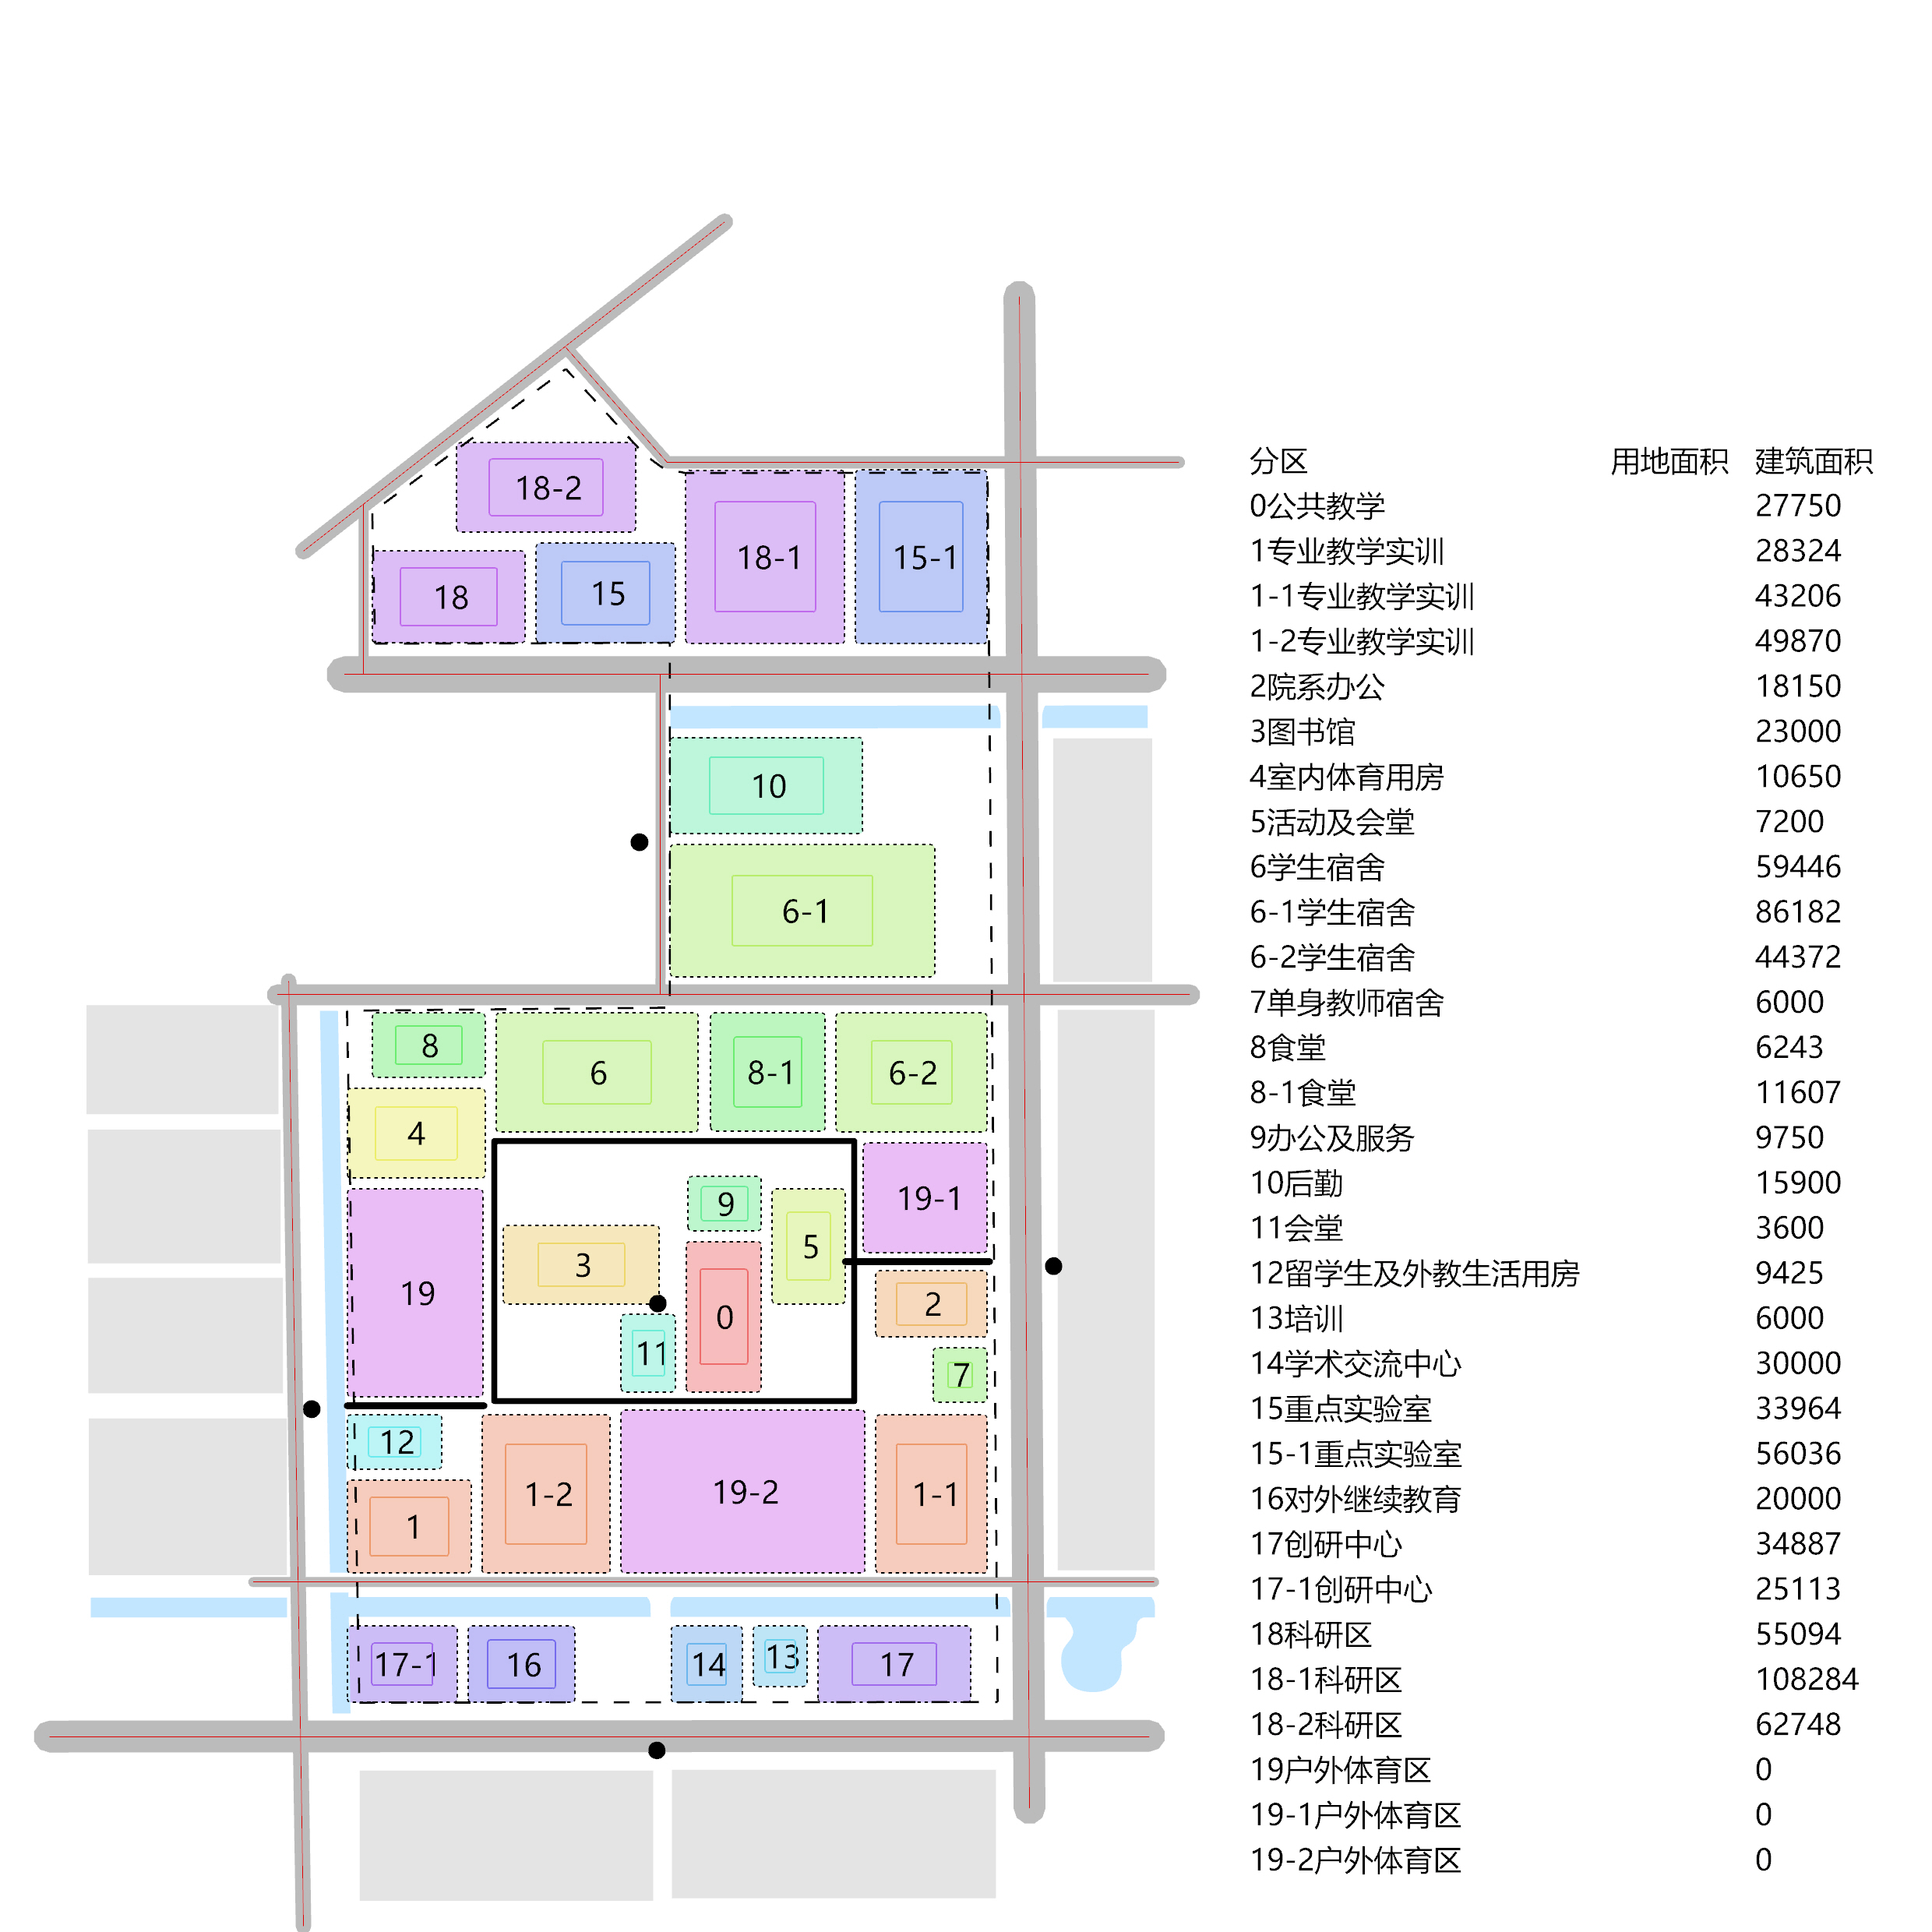 18-2
18-1
15-1
18
15
10
6-1
8
6
8-1
6-2
4
19-1
9
5
3
19
2
0
11
7
12
19-2
1-2
1-1
1
17-1
16
14
13
17
分区 用地面积 建筑面积
0公共教学 27750
1专业教学实训 28324
1-1专业教学实训 43206
1-2专业教学实训 49870
2院系办公 18150
3图书馆 23000
4室内体育用房 10650
5活动及会堂 7200
6学生宿舍 59446
6-1学生宿舍 86182
6-2学生宿舍 44372
7单身教师宿舍 6000
8食堂 6243
8-1食堂 11607
9办公及服务 9750
10后勤 15900
11会堂 3600
12留学生及外教生活用房 9425
13培训 6000
14学术交流中心 30000
15重点实验室 33964
15-1重点实验室 56036
16对外继续教育 20000
17创研中心 34887
17-1创研中心 25113
18科研区 55094
18-1科研区 108284
18-2科研区 62748
19户外体育区 0
19-1户外体育区 0
19-2户外体育区 0